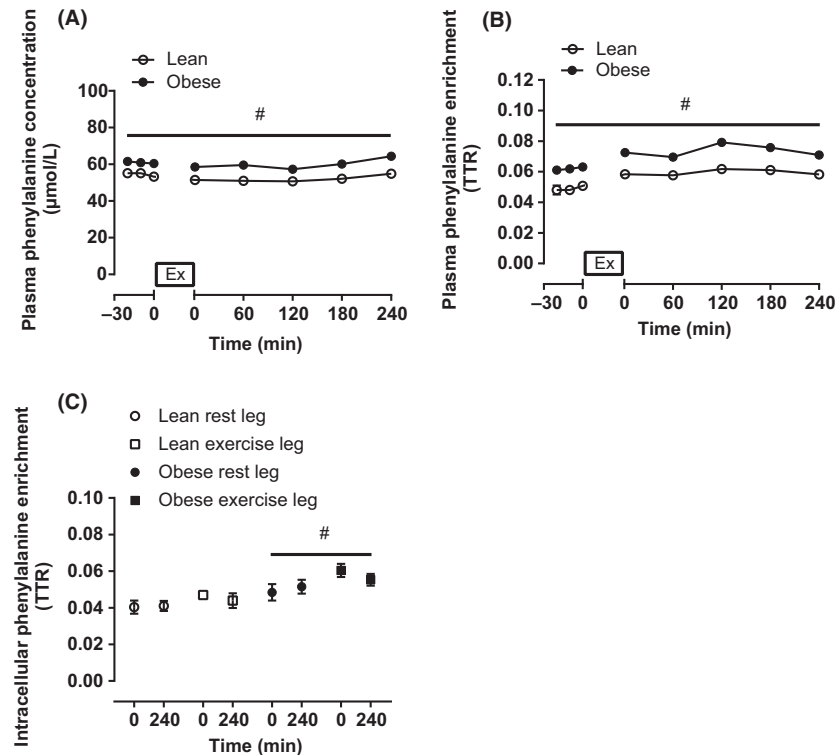 (A)
Lean
Obese
Plasma phenylalanine concentration
(µmol/L)
100
80
60
40
20
0
#
Ex
–30 0 0 60 120 180 240
Time (min)
(B)
Lean
Obese
Plasma phenylalanine enrichment
(TTR)
0.12
0.10
0.08
0.06
0.04
0.02
0.00
#
Ex
–30 0 0 60 120 180 240
Time (min)
(C)
Lean rest leg
Lean exercise leg
Obese rest leg
Obese exercise leg
Intracellular phenylalanine enrichment
(TTR)
0.10
0.08
0.06
0.04
0.02
0.00
#
0 240 0 240 0 240 0 240
Time (min)